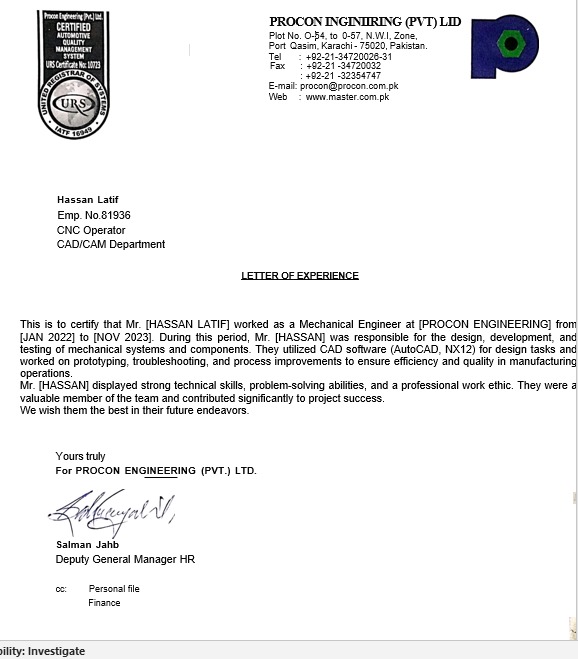 Procon Engineering (Pvt.) Ltd.
CERTIFIED
AUTOMOTIVE
QUALITY
MANAGEMENT
SYSTEM
URS Certificate No: 10723
UNITED REGISTRAR OF SYSTEMS
URS
IATF 16949
PROCON INGINIIRING (PVT) LID
Plot No. O-54, to 0-57, N.W.I, Zone,
Port Qasim, Karachi - 75020, Pakistan.
Tel : +92-21-34720026-31
Fax : +92-21 -34720032
: +92-21 -32354747
E-mail: procon@procon.com.pk
Web : www.master.com.pk
Hassan Latif
Emp. No.81936
CNC Operator
CAD/CAM Department
LETTER OF EXPERIENCE
This is to certify that Mr. [HASSAN LATIF] worked as a Mechanical Engineer at [PROCON ENGINEERING] from
[JAN 2022] to [NOV 2023]. During this period, Mr. [HASSAN] was responsible for the design, development, and
testing of mechanical systems and components. They utilized CAD software (AutoCAD, NX12) for design tasks and
worked on prototyping, troubleshooting, and process improvements to ensure efficiency and quality in manufacturing
operations.
Mr. [HASSAN] displayed strong technical skills, problem-solving abilities, and a professional work ethic. They were a
valuable member of the team and contributed significantly to project success.
We wish them the best in their future endeavors.
Yours truly
For PROCON ENGINEERING (PVT.) LTD.
Salman Jahb
Deputy General Manager HR
cc: Personal file
Finance
bility: Investigate